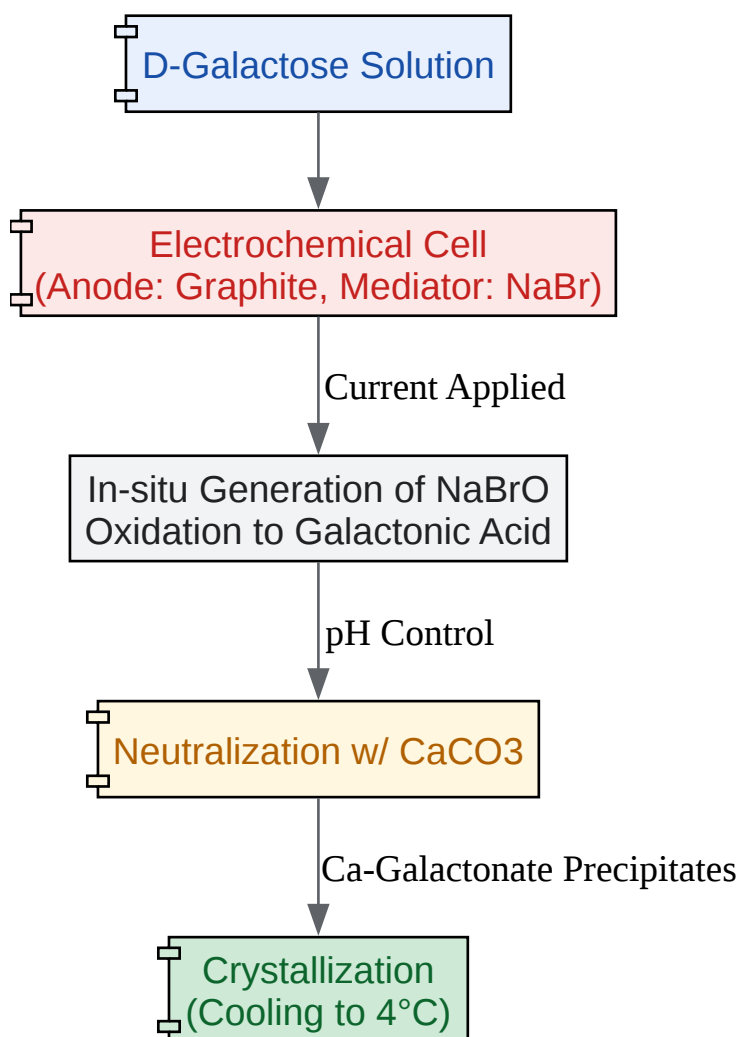 D-Galactose Solution
Electrochemical Cell
(Anode: Graphite, Mediator: NaBr)
Current Applied
In-situ Generation of NaBrO
Oxidation to Galactonic Acid
pH Control
Neutralization w/ CaCO3
Ca-Galactonate Precipitates
Crystallization
(Cooling to 4°C)